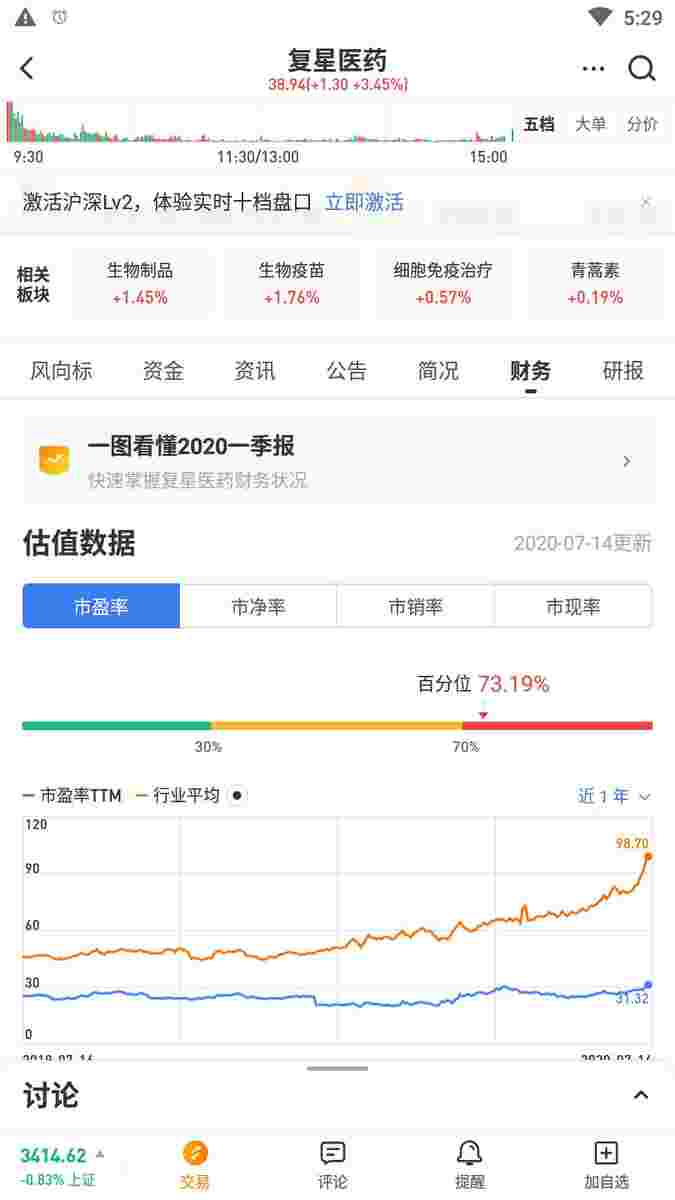 5:29
复星医药
38.94(+1.30 +3.45%)
五档 大单 分价
9:30 11:30/13:00 15:00
激活沪深Lv2，体验实时十档盘口 立即激活 ×
相关板块
生物制品 生物疫苗 细胞免疫治疗 青蒿素
+1.45% +1.76% +0.57% +0.19%
风向标 资金 资讯 公告 简况 财务 研报
一图看懂2020一季报
快速掌握复星医药财务状况
估值数据 2020-07-14更新
市盈率 市净率 市销率 市现率
百分位 73.19%
30% 70%
市盈率TTM 行业平均 近1年
120
98.70
90
60
30
31.32
0
2019-07-16 2020-07-14
讨论
3414.62
-0.83% 上证
交易 评论 提醒 加自选